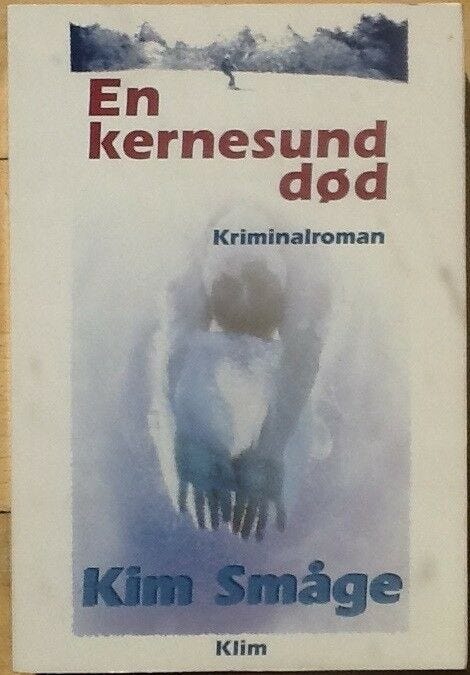 En
kernesund
død
Kriminalroman
Kim Småge
Klim